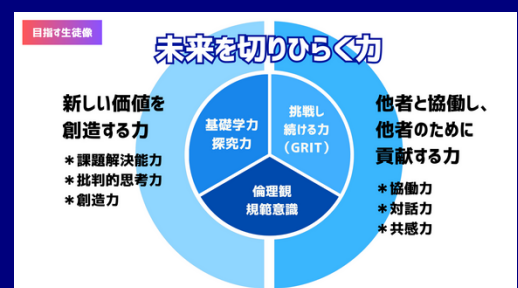 目指す生徒像
未来を切りひらく力
新しい価値を
創造する力
＊課題解決能力
＊批判的思考力
＊創造力
基礎学力
探究力
挑戦し
続ける力
（GRIT）
倫理観
規範意識
他者と協働し、
他者のために
貢献する力
＊協働力
＊対話力
＊共感力